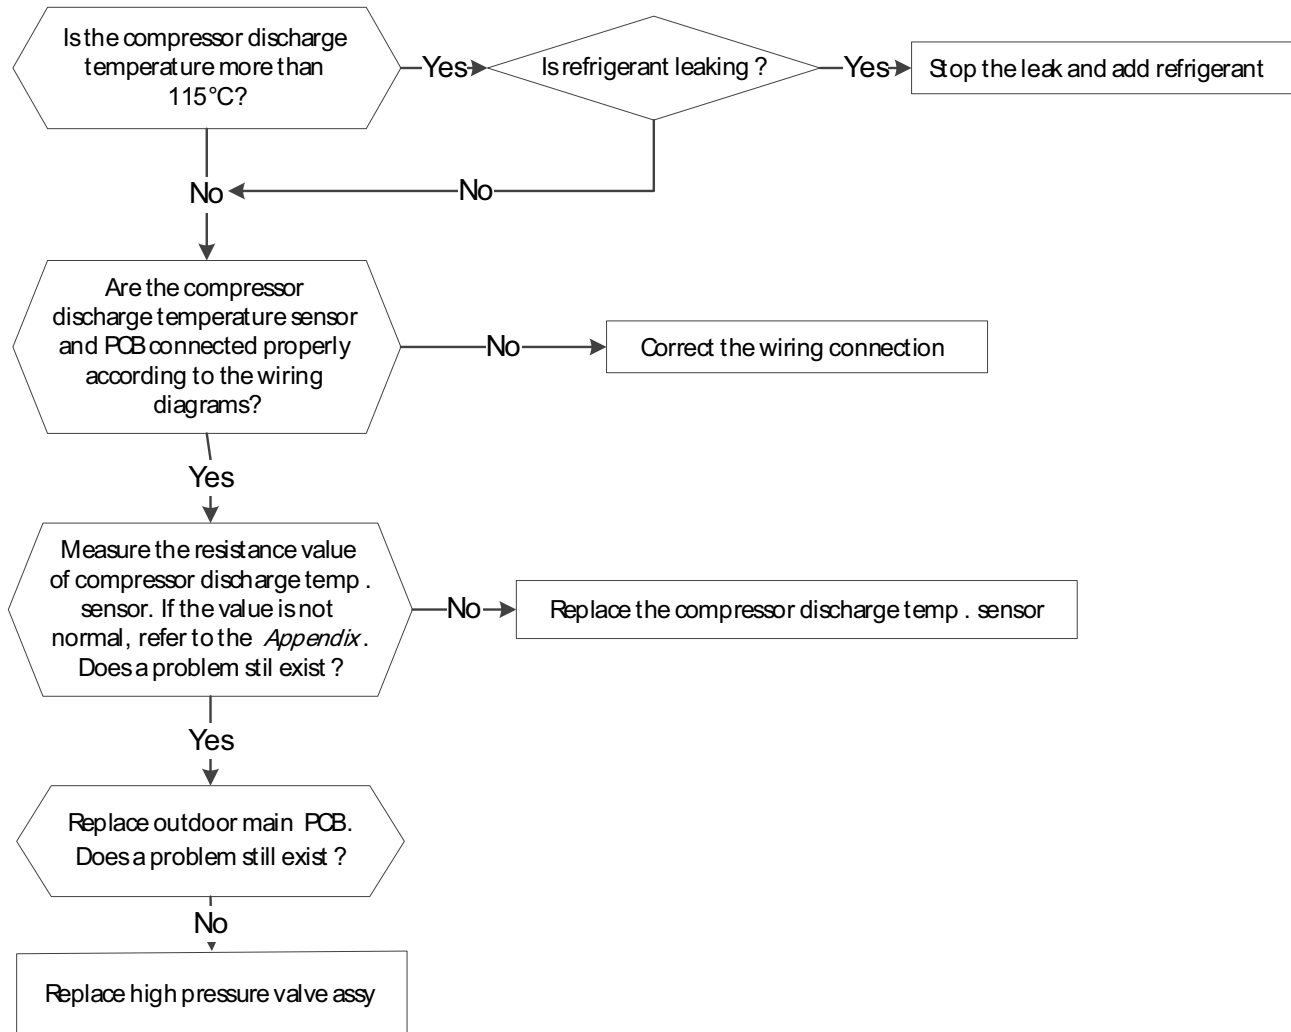 Is the compressor discharge
temperature more than
115°C?
Yes
Is refrigerant leaking ?
Yes
Stop the leak and add refrigerant
No
No
Are the compressor
discharge temperature sensor
and PCB connected properly
according to the wiring
diagrams?
No
Correct the wiring connection
Yes
Measure the resistance value
of compressor discharge temp .
sensor. If the value is not
normal, refer to the Appendix .
Does a problem stil exist ?
No
Replace the compressor discharge temp . sensor
Yes
Replace outdoor main PCB.
Does a problem still exist ?
No
Replace high pressure valve assy